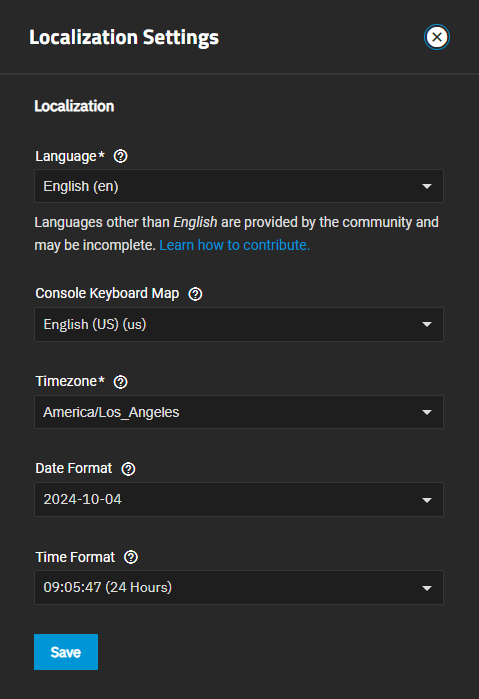 Localization Settings
Localization
Language*
English (en)
Languages other than English are provided by the community and
may be incomplete. Learn how to contribute.
Console Keyboard Map
English (US) (us)
Timezone*
America/Los_Angeles
Date Format
2024-10-04
Time Format
09:05:47 (24 Hours)
Save